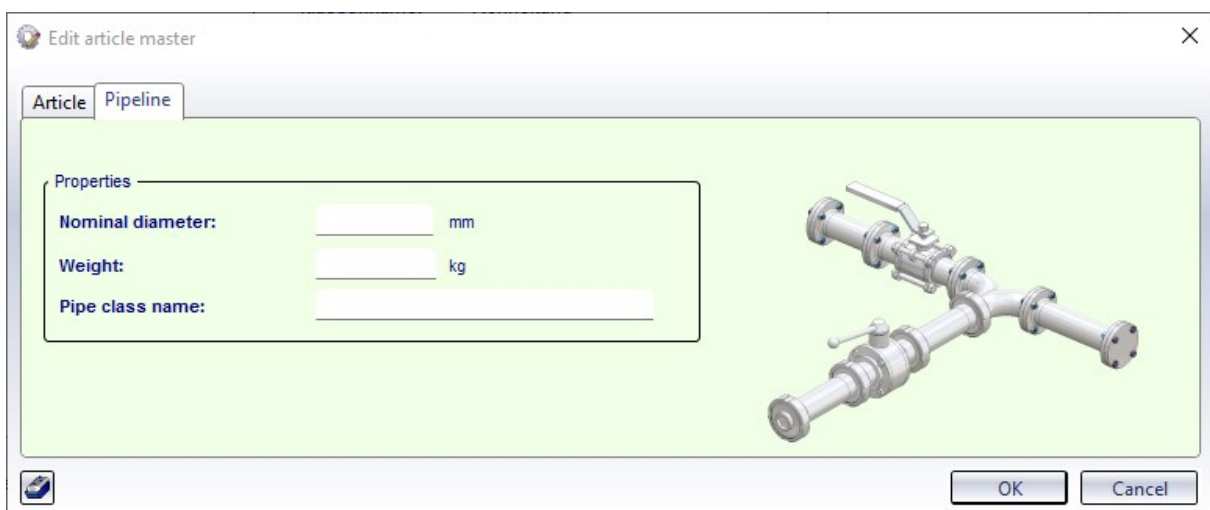 Edit article master
Article
Pipeline
Properties
Nominal diameter:
mm
Weight:
kg
Pipe class name:
OK
Cancel